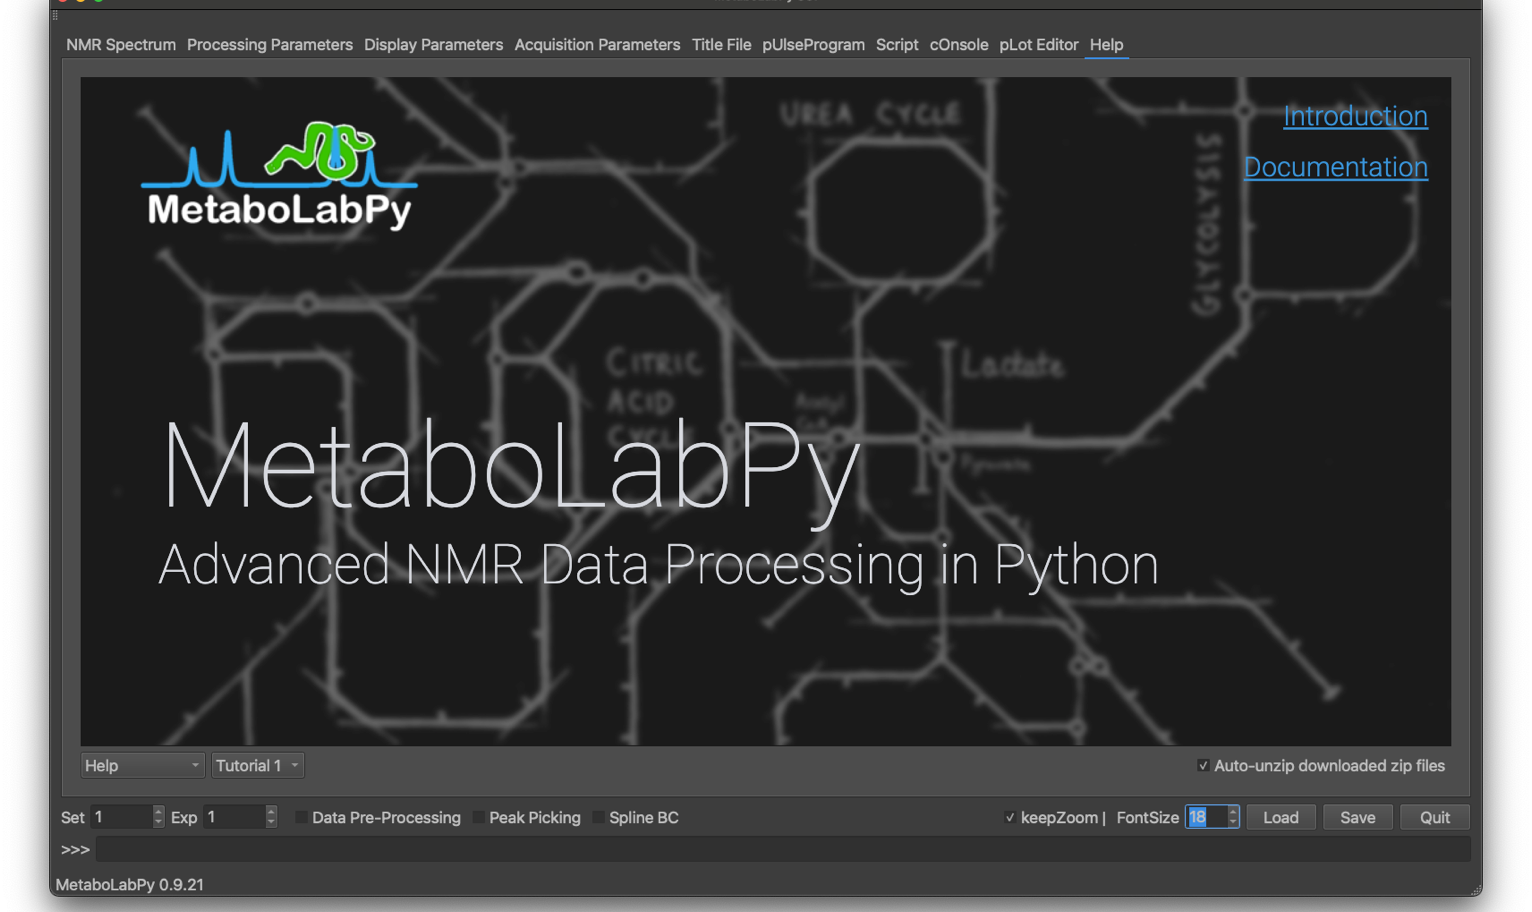 NMR Spectrum Processing Parameters Display Parameters Acquisition Parameters Title File pUlseProgram Script cOnsole pLot Editor Help
UREA CYCLE
Introduction
Documentation
GLYCOLYSIS
MetaboLabPy
CITRIC
ACID
CYCLE
Lactate
Acetyl
Pyruvate
MetaboLabPy
Advanced NMR Data Processing in Python
Help Tutorial 1 Auto-unzip downloaded zip files
Set 1 Exp 1 Data Pre-Processing Peak Picking Spline BC keepZoom | FontSize 18 Load Save Quit
>>>
MetaboLabPy 0.9.21